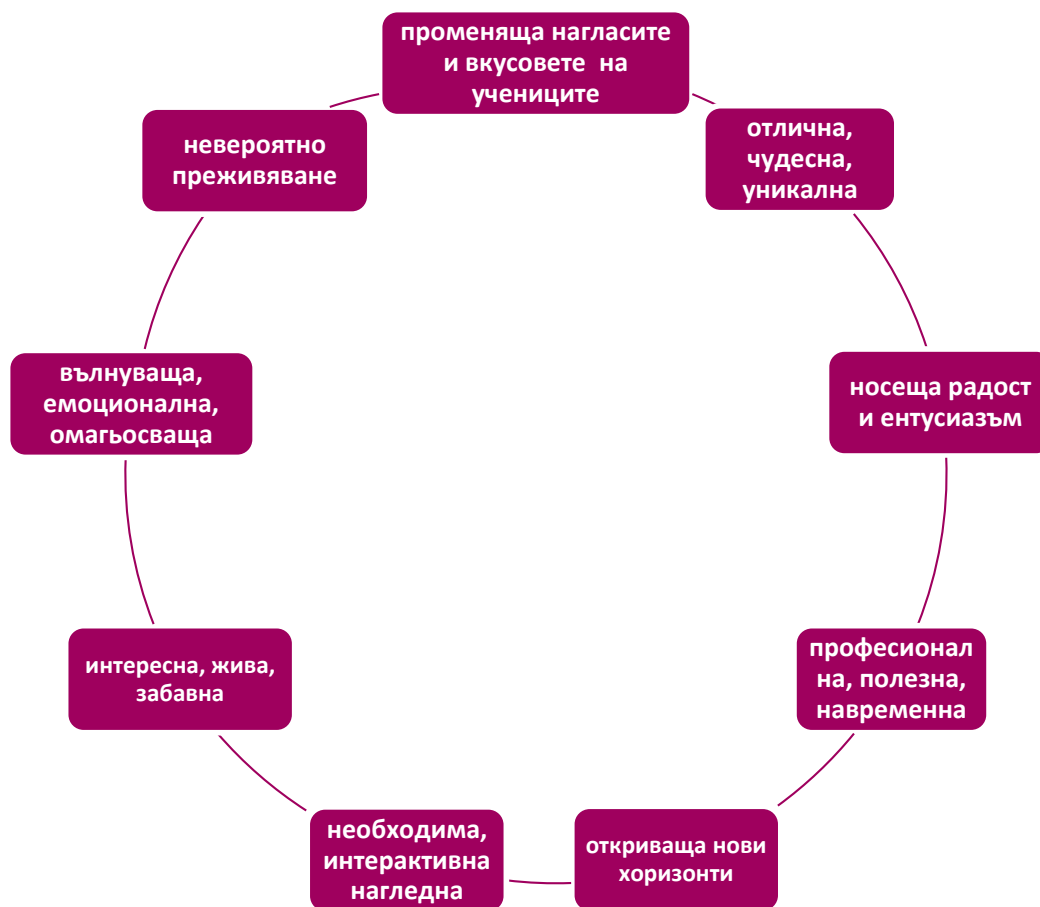 променяща нагласите
и вкусовете на
учениците
отлична,
чудесна,
уникална
носеща радост
и ентусиазъм
професионал
на, полезна,
навременна
откриваща нови
хоризонти
необходима,
интерактивна
нагледна
интересна, жива,
забавна
вълнуваща,
емоционална,
омагьосваща
невероятно
преживяване